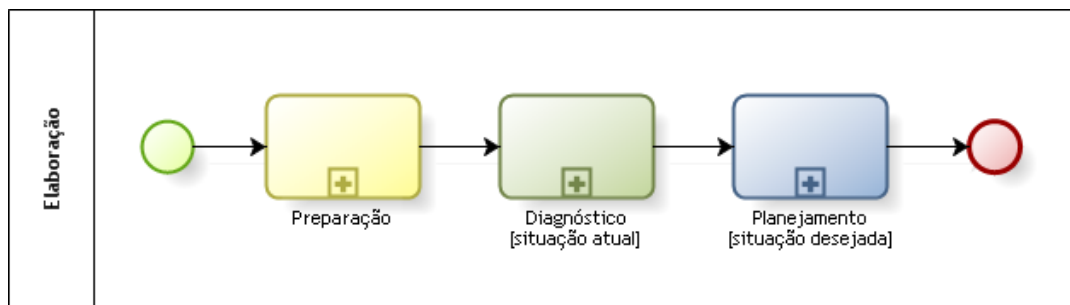 Elaboração
Preparação
Diagnóstico
[situação atual]
Planejamento
[situação desejada]